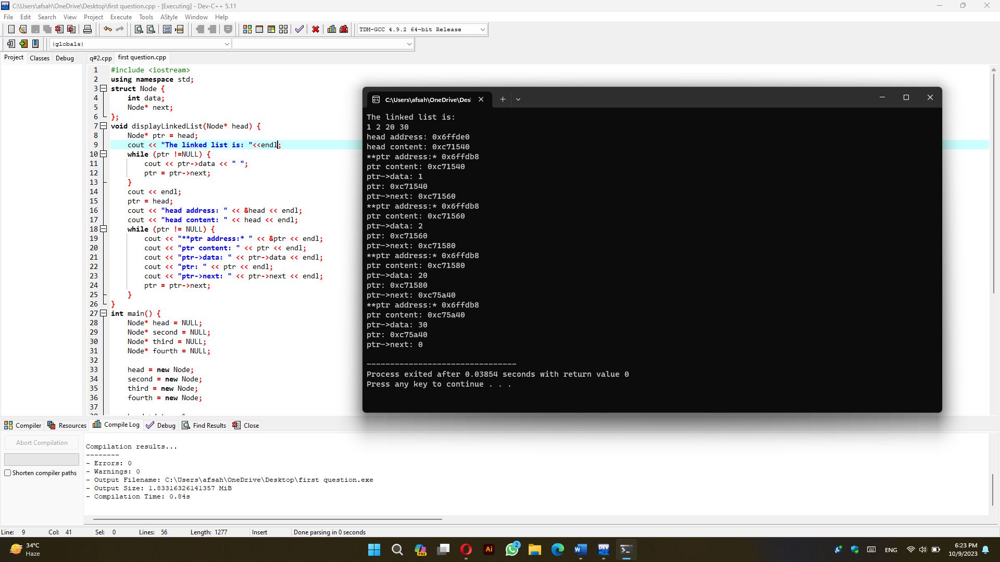 C:\Users\afsah\OneDrive\Desktop\first question.cpp - [Executing] - Dev-C++ 5.11
File Edit Search View Project Execute Tools AStyle Window Help
TDM-GCC 4.9.2 64-bit Release
(globals)
Project Classes Debug
q#2.cpp first question.cpp
1 #include <iostream>
2 using namespace std;
3 struct Node {
4 int data;
5 Node* next;
6 };
7 void displayLinkedList(Node* head) {
8 Node* ptr = head;
9 cout << "The linked list is: "<<endl;
10 while (ptr !=NULL) {
11 cout << ptr->data << " ";
12 ptr = ptr->next;
13 }
14 cout << endl;
15 ptr = head;
16 cout << "head address: " << &head << endl;
17 cout << "head content: " << head << endl;
18 while (ptr != NULL) {
19 cout << "**ptr address:* " << &ptr << endl;
20 cout << "ptr content: " << ptr << endl;
21 cout << "ptr->data: " << ptr->data << endl;
22 cout << "ptr: " << ptr << endl;
23 cout << "ptr->next: " << ptr->next << endl;
24 ptr = ptr->next;
25 }
26 }
27 int main() {
28 Node* head = NULL;
29 Node* second = NULL;
30 Node* third = NULL;
31 Node* fourth = NULL;
32
33 head = new Node;
34 second = new Node;
35 third = new Node;
36 fourth = new Node;
37
C:\Users\afsah\OneDrive\Des
The linked list is:
1 2 20 30
head address: 0x6ffde0
head content: 0xc71540
**ptr address:* 0x6ffdb8
ptr content: 0xc71540
ptr->data: 1
ptr: 0xc71540
ptr->next: 0xc71560
**ptr address:* 0x6ffdb8
ptr content: 0xc71560
ptr->data: 2
ptr: 0xc71560
ptr->next: 0xc71580
**ptr address:* 0x6ffdb8
ptr content: 0xc71580
ptr->data: 20
ptr: 0xc71580
ptr->next: 0xc75a40
**ptr address:* 0x6ffdb8
ptr content: 0xc75a40
ptr->data: 30
ptr: 0xc75a40
ptr->next: 0
--------------------------------
Process exited after 0.03854 seconds with return value 0
Press any key to continue . . .
Compiler Resources Compile Log Debug Find Results Close
Abort Compilation
Shorten compiler paths
Compilation results...
--------
- Errors: 0
- Warnings: 0
- Output Filename: C:\Users\afsah\OneDrive\Desktop\first question.exe
- Output Size: 1.83316326141357 MiB
- Compilation Time: 0.84s
Line: 9 Col: 41 Sel: 0 Lines: 56 Length: 1277 Insert Done parsing in 0 seconds
34°C
Haze
PRE
Ai
2
DEV
ENG
6:23 PM
10/9/2023